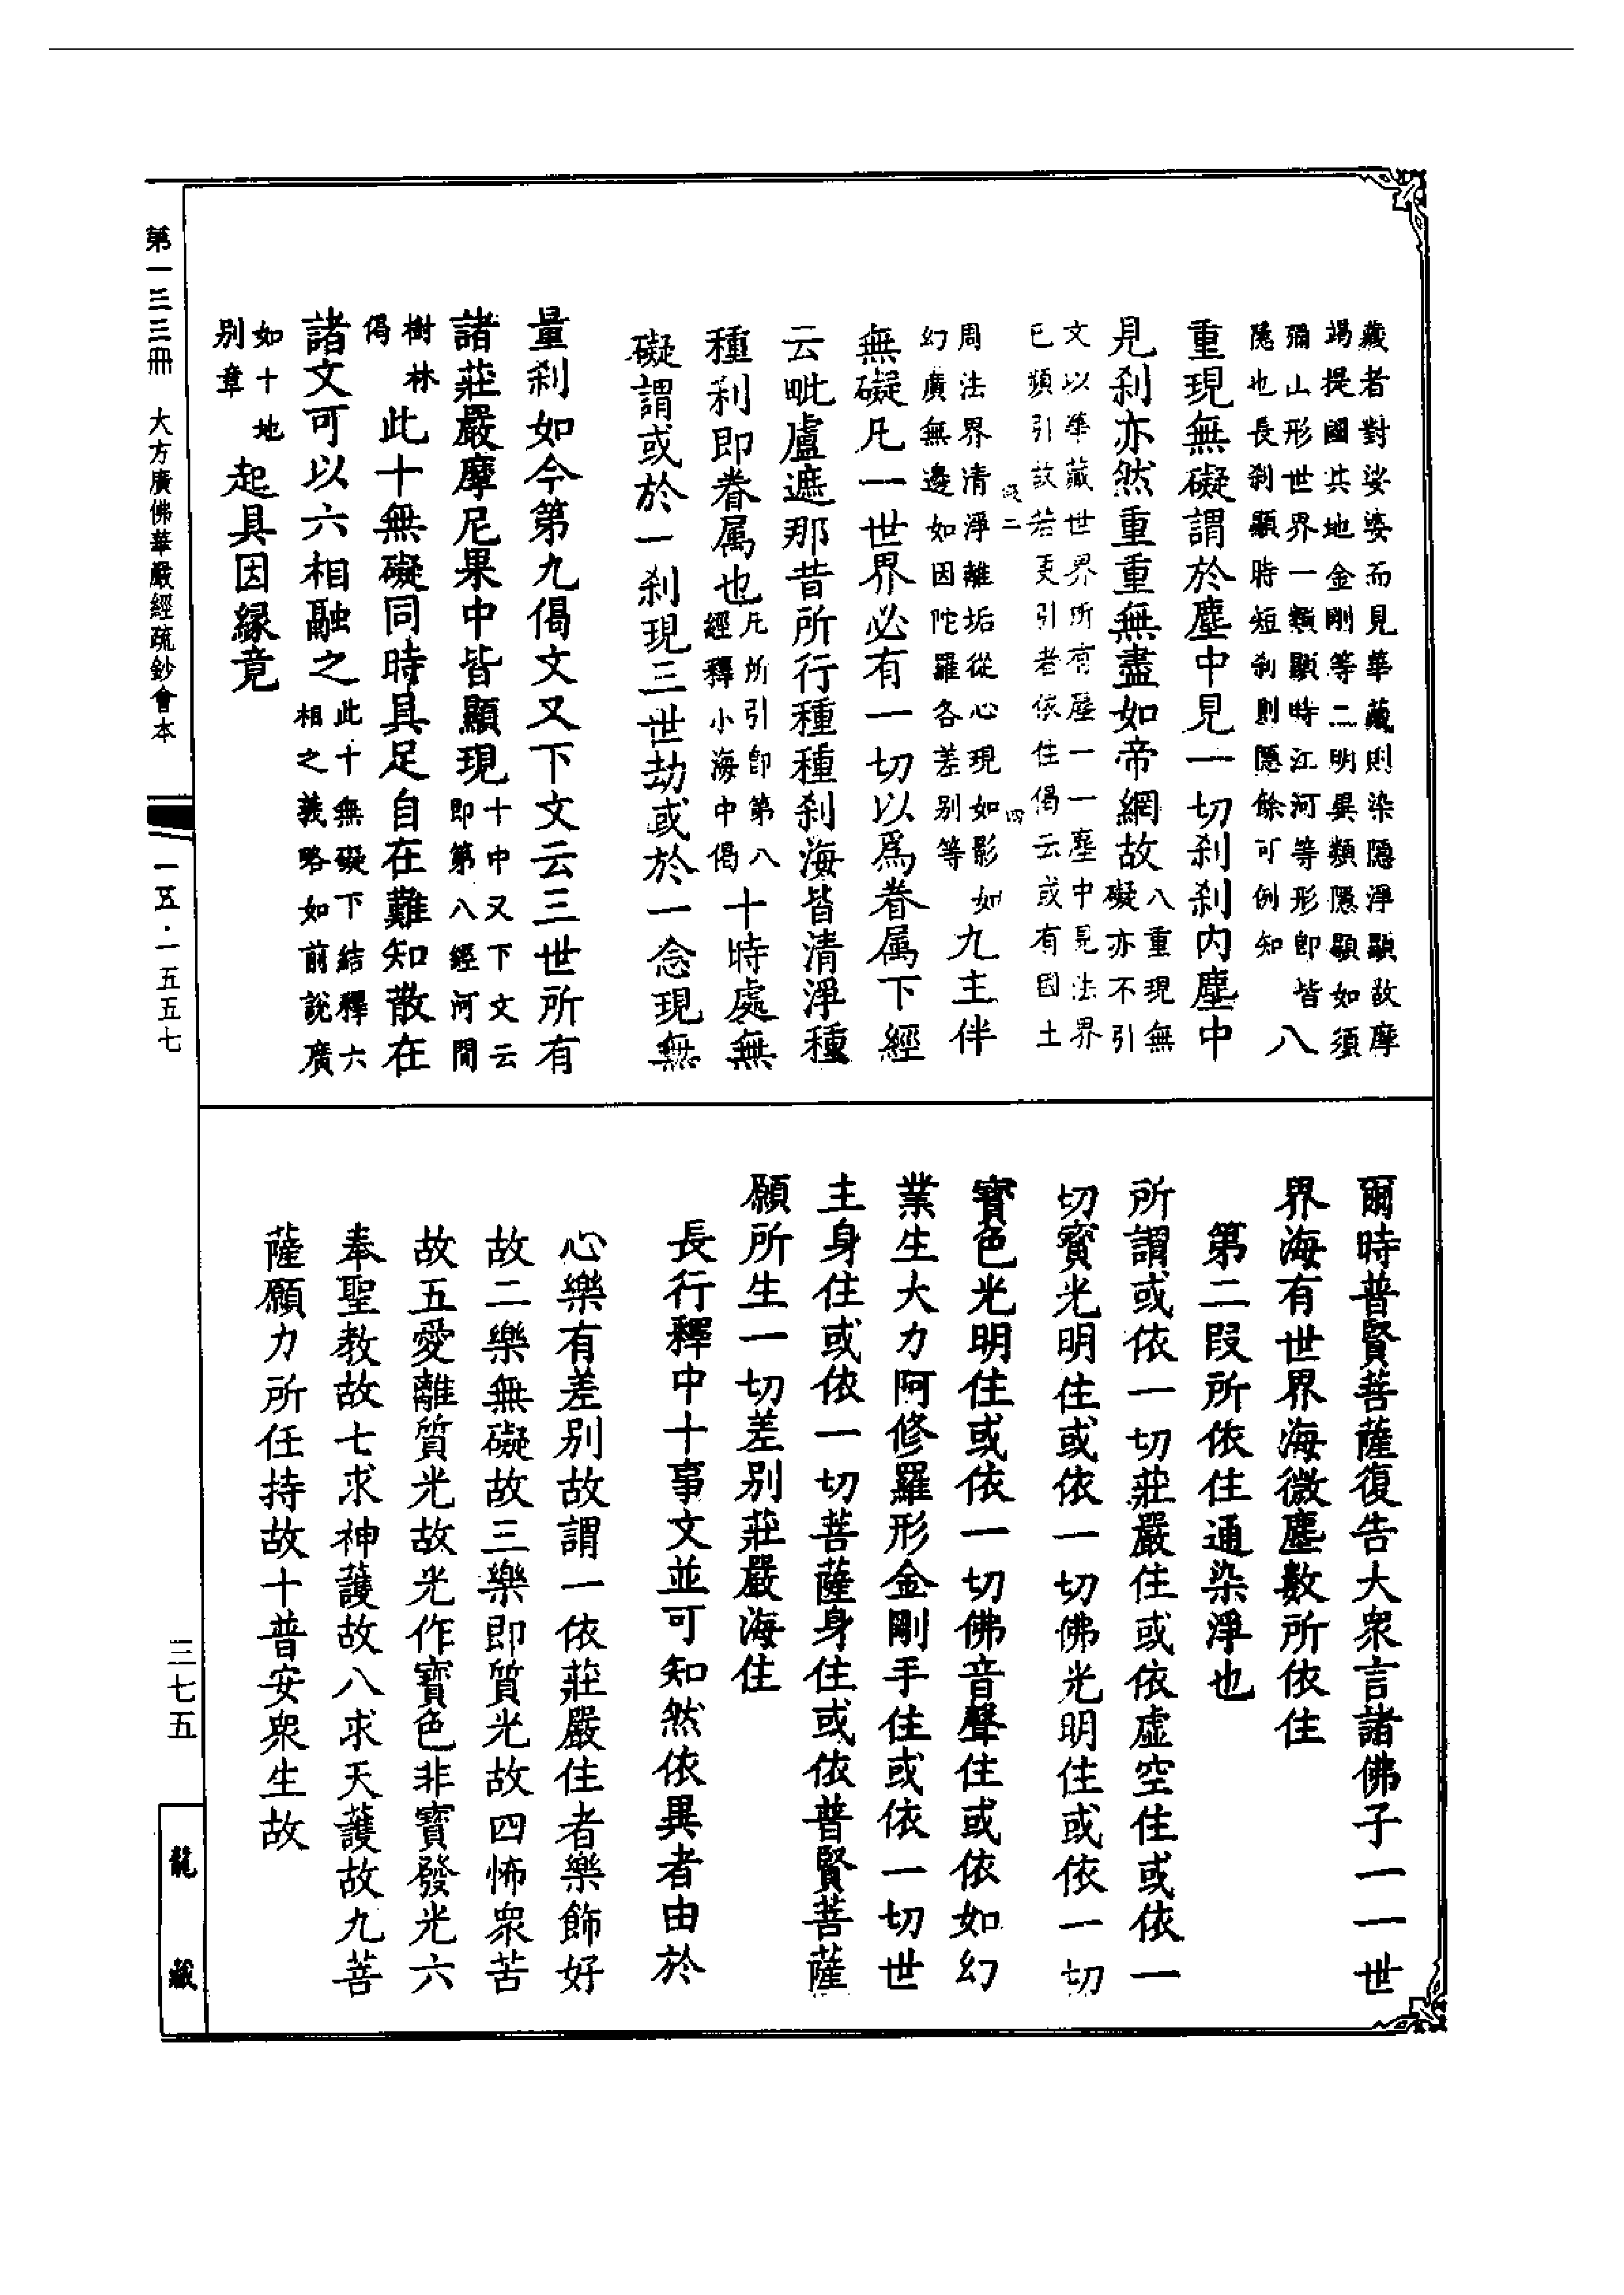 藏者對娑婆而見華藏則染隱淨顯故摩
竭提國其地金剛等二明異類隱顯如須
彌山形世界一類顯時江河等形即皆
隱也長刹顯時短刹則隱餘可例知
八
重現無礙謂於塵中見一切刹刹内塵中
見刹亦然重重無盡如帝網故
八重現無
礙亦不引
文以華藏世界所有塵一一塵中見法界
已頻引故若更引者依住偈云或有國土
四
周法界清淨離垢從心現如影如
幻廣無邊如因陀羅各差別等
九主伴
無礙凡一世界必有一切以爲眷属下經
云毗盧遮那昔所行種種刹海皆清淨種
種刹即眷属也
凡所引即第八
經釋小海中偈
十時處無
礙謂或於一刹現三世劫或於一念現無
量刹如今第九偈文又下文云三世所有
諸莊嚴摩尼果中皆顯現
十中又下文云
即第八經河間
樹林
偈
此十無礙同時具足自在難知散在
諸文可以六相融之
此十無礙下結釋六
相之義略如前說廣
如十地
别章
起具因緣竟
爾時普賢菩薩復告大衆言諸佛子一一世
界海有世界海微塵數所依住
第二段所依住通染淨也
所謂或依一切莊嚴住或依虚空住或依一
切寶光明住或依一切佛光明住或依一切
寶色光明住或依一切佛音聲住或依如幻
業生大力阿修羅形金剛手住或依一切世
主身住或依一切菩薩身住或依普賢菩薩
願所生一切差别莊嚴海住
長行釋中十事文並可知然依異者由於
心樂有差别故謂一依莊嚴住者樂飾好
故二樂無礙故三樂即質光故四怖衆苦
故五愛離質光故光作寶色非寶發光六
奉聖教故七求神護故八求天護故九菩
薩願力所任持故十普安衆生故
第一三三冊 大方廣佛華嚴經疏鈔會本 一五·一五五七
三七五
龍藏